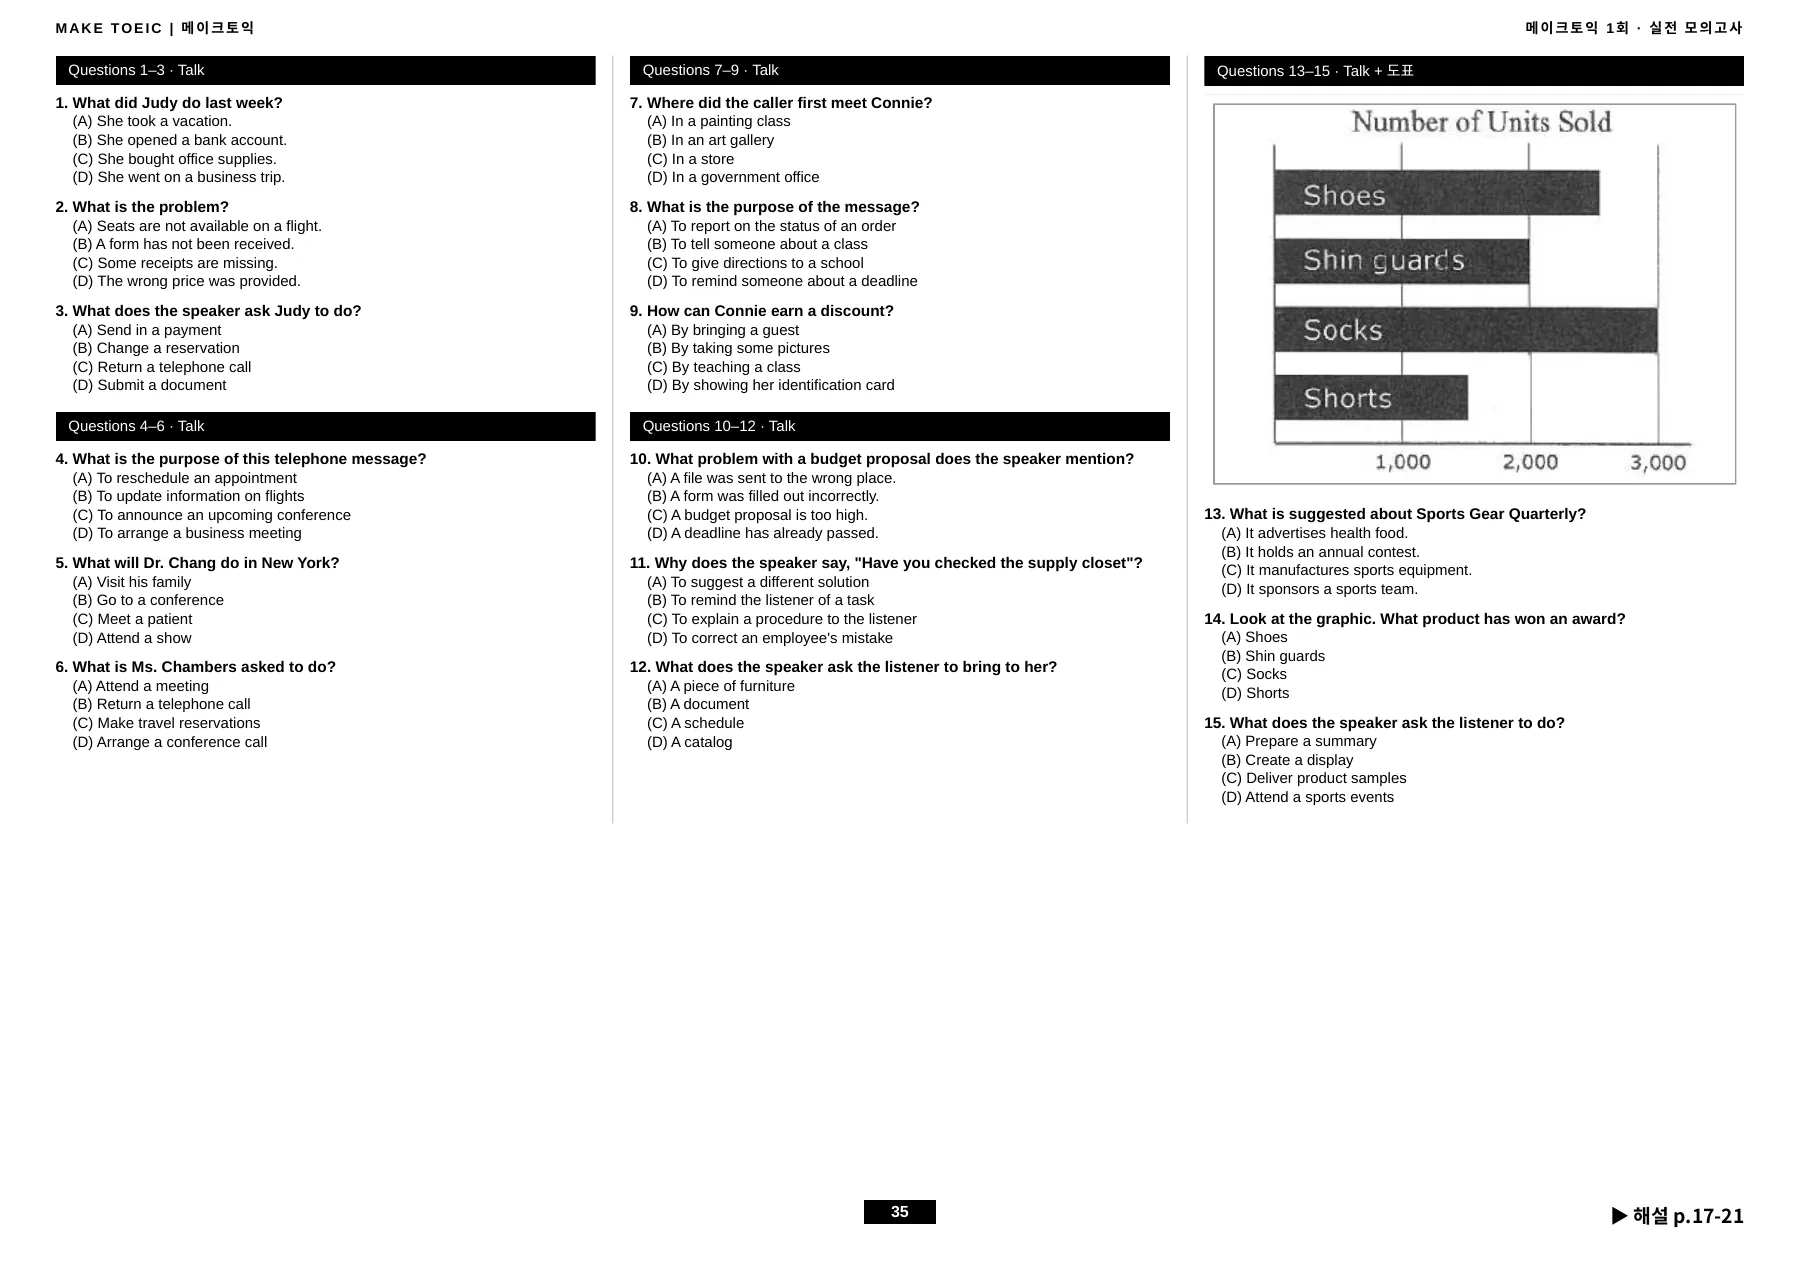 MAKE TOEIC | 메이크토익
메이크토익 1회 · 실전 모의고사
Questions 1–3 · Talk
1. What did Judy do last week?
(A) She took a vacation.
(B) She opened a bank account.
(C) She bought office supplies.
(D) She went on a business trip.
2. What is the problem?
(A) Seats are not available on a flight.
(B) A form has not been received.
(C) Some receipts are missing.
(D) The wrong price was provided.
3. What does the speaker ask Judy to do?
(A) Send in a payment
(B) Change a reservation
(C) Return a telephone call
(D) Submit a document
Questions 4–6 · Talk
4. What is the purpose of this telephone message?
(A) To reschedule an appointment
(B) To update information on flights
(C) To announce an upcoming conference
(D) To arrange a business meeting
5. What will Dr. Chang do in New York?
(A) Visit his family
(B) Go to a conference
(C) Meet a patient
(D) Attend a show
6. What is Ms. Chambers asked to do?
(A) Attend a meeting
(B) Return a telephone call
(C) Make travel reservations
(D) Arrange a conference call
Questions 7–9 · Talk
7. Where did the caller first meet Connie?
(A) In a painting class
(B) In an art gallery
(C) In a store
(D) In a government office
8. What is the purpose of the message?
(A) To report on the status of an order
(B) To tell someone about a class
(C) To give directions to a school
(D) To remind someone about a deadline
9. How can Connie earn a discount?
(A) By bringing a guest
(B) By taking some pictures
(C) By teaching a class
(D) By showing her identification card
Questions 10–12 · Talk
10. What problem with a budget proposal does the speaker mention?
(A) A file was sent to the wrong place.
(B) A form was filled out incorrectly.
(C) A budget proposal is too high.
(D) A deadline has already passed.
11. Why does the speaker say, "Have you checked the supply closet"?
(A) To suggest a different solution
(B) To remind the listener of a task
(C) To explain a procedure to the listener
(D) To correct an employee's mistake
12. What does the speaker ask the listener to bring to her?
(A) A piece of furniture
(B) A document
(C) A schedule
(D) A catalog
Questions 13–15 · Talk + 도표
Number of Units Sold
Shoes
Shin guards
Socks
Shorts
1,000 2,000 3,000
13. What is suggested about Sports Gear Quarterly?
(A) It advertises health food.
(B) It holds an annual contest.
(C) It manufactures sports equipment.
(D) It sponsors a sports team.
14. Look at the graphic. What product has won an award?
(A) Shoes
(B) Shin guards
(C) Socks
(D) Shorts
15. What does the speaker ask the listener to do?
(A) Prepare a summary
(B) Create a display
(C) Deliver product samples
(D) Attend a sports events
35
▶ 해설 p.17-21